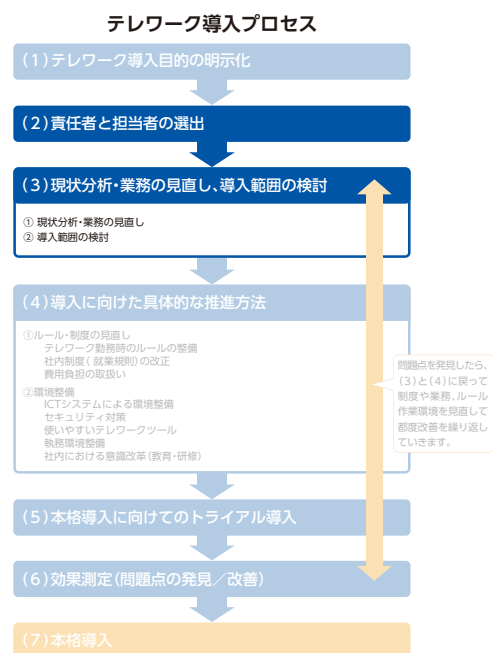 テレワーク導入プロセス
(1)テレワーク導入目的の明示化
(2)責任者と担当者の選出
(3)現状分析・業務の見直し、導入範囲の検討
① 現状分析・業務の見直し
② 導入範囲の検討
(4)導入に向けた具体的な推進方法
①ルール・制度の見直し
テレワーク勤務時のルールの整備
社内制度(就業規則)の改正
費用負担の取扱い
②環境整備
ICTシステムによる環境整備
セキュリティ対策
使いやすいテレワークツール
執務環境整備
社内における意識改革(教育・研修)
問題点を発見したら、
(3)と(4)に戻って
制度や業務、ルール
作業環境を見直して
都度改善を繰り返し
ていきます。
(5)本格導入に向けてのトライアル導入
(6)効果測定(問題点の発見/改善)
(7)本格導入